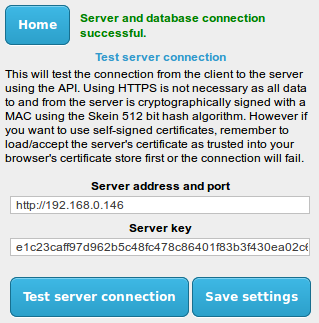 Home
Server and database connection
successful.
Test server connection
This will test the connection from the client to the server
using the API. Using HTTPS is not necessary as all data
to and from the server is cryptographically signed with a
MAC using the Skein 512 bit hash algorithm. However if
you want to use self-signed certificates, remember to
load/accept the server's certificate as trusted into your
browser's certificate store first or the connection will fail.
Server address and port
http://192.168.0.146
Server key
e1c23caff97d962b5c48fc478c86401f83b3f430ea02c6
Test server connection
Save settings